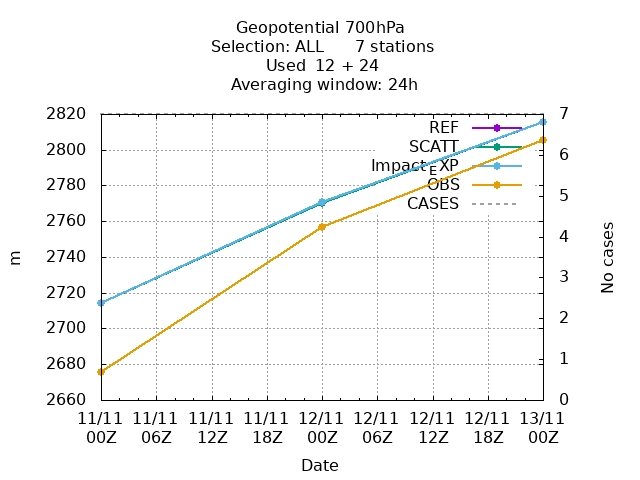 Geopotential 700hPa
Selection: ALL 7 stations
Used 12 + 24
Averaging window: 24h
2820
2800
2780
2760
2740
2720
2700
2680
2660
m
7
6
5
4
3
2
1
0
No cases
REF
SCATT
Impact_EXP
OBS
CASES
11/11 11/11 11/11 11/11 12/11 12/11 12/11 12/11 13/11
00Z 06Z 12Z 18Z 00Z 06Z 12Z 18Z 00Z
Date